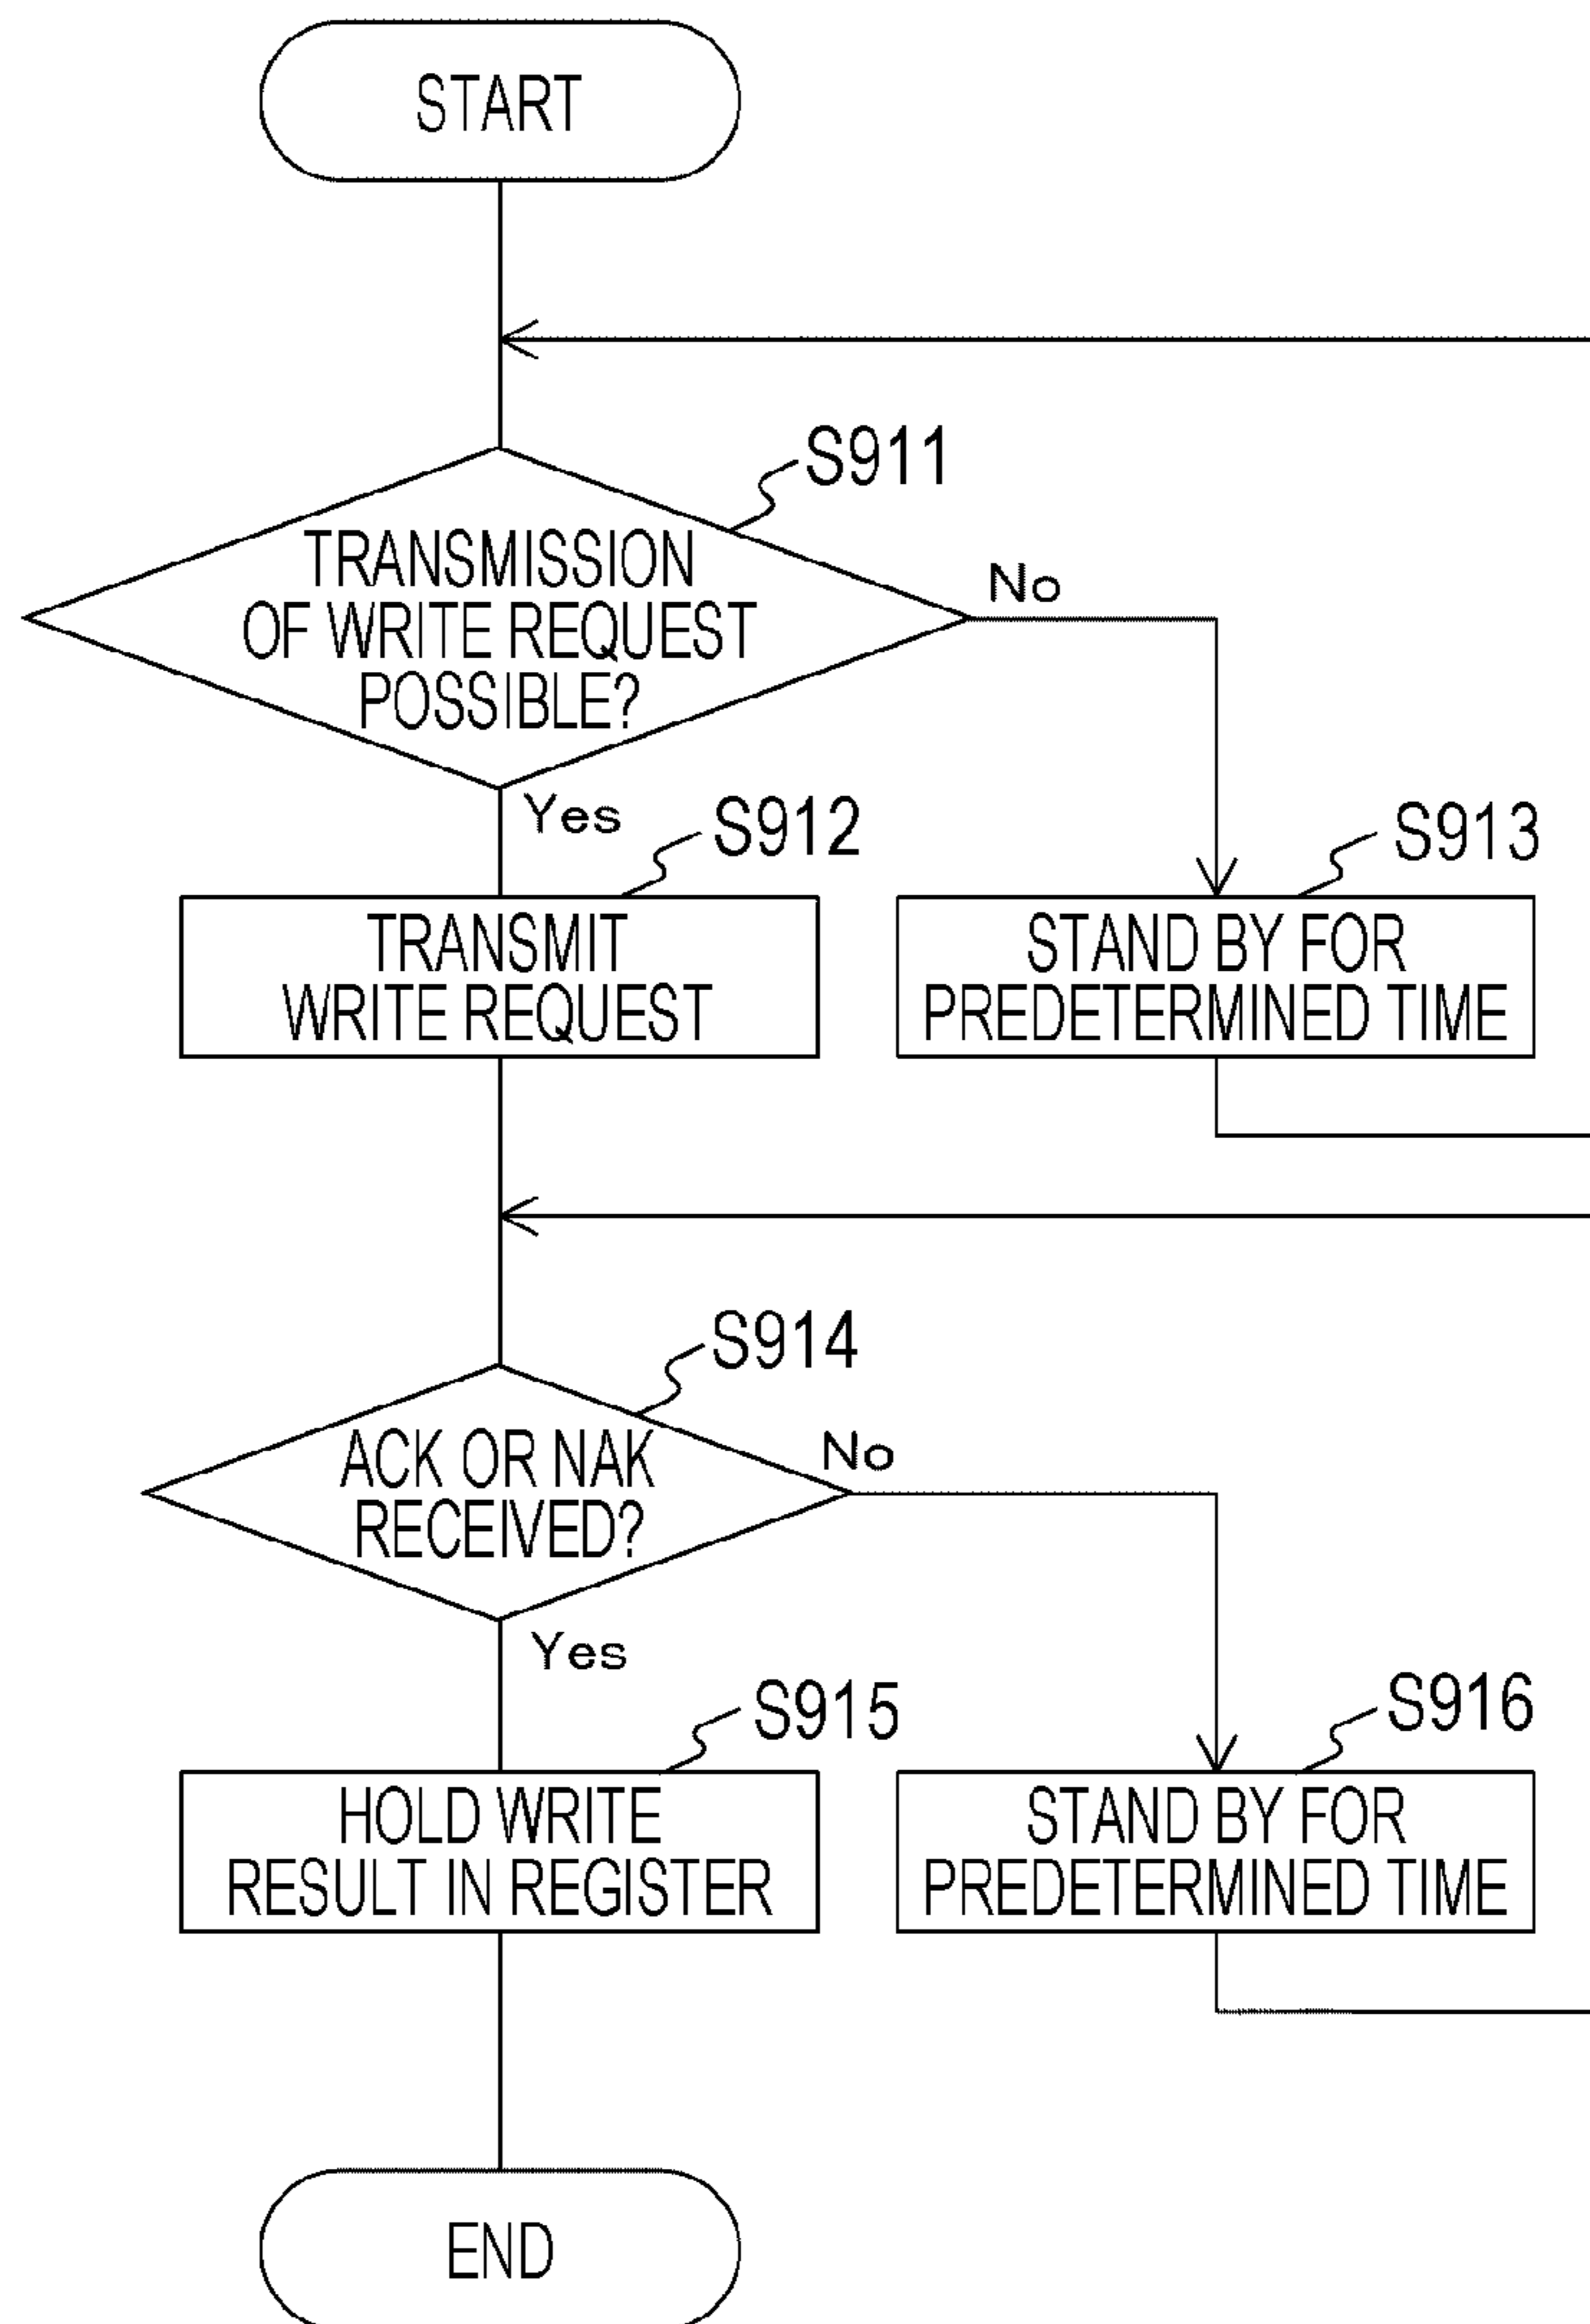 START
S911
TRANSMISSION
OF WRITE REQUEST
POSSIBLE?
No
Yes
S912
TRANSMIT
WRITE REQUEST
S913
STAND BY FOR
PREDETERMINED TIME
S914
ACK OR NAK
RECEIVED?
No
Yes
S915
HOLD WRITE
RESULT IN REGISTER
S916
STAND BY FOR
PREDETERMINED TIME
END